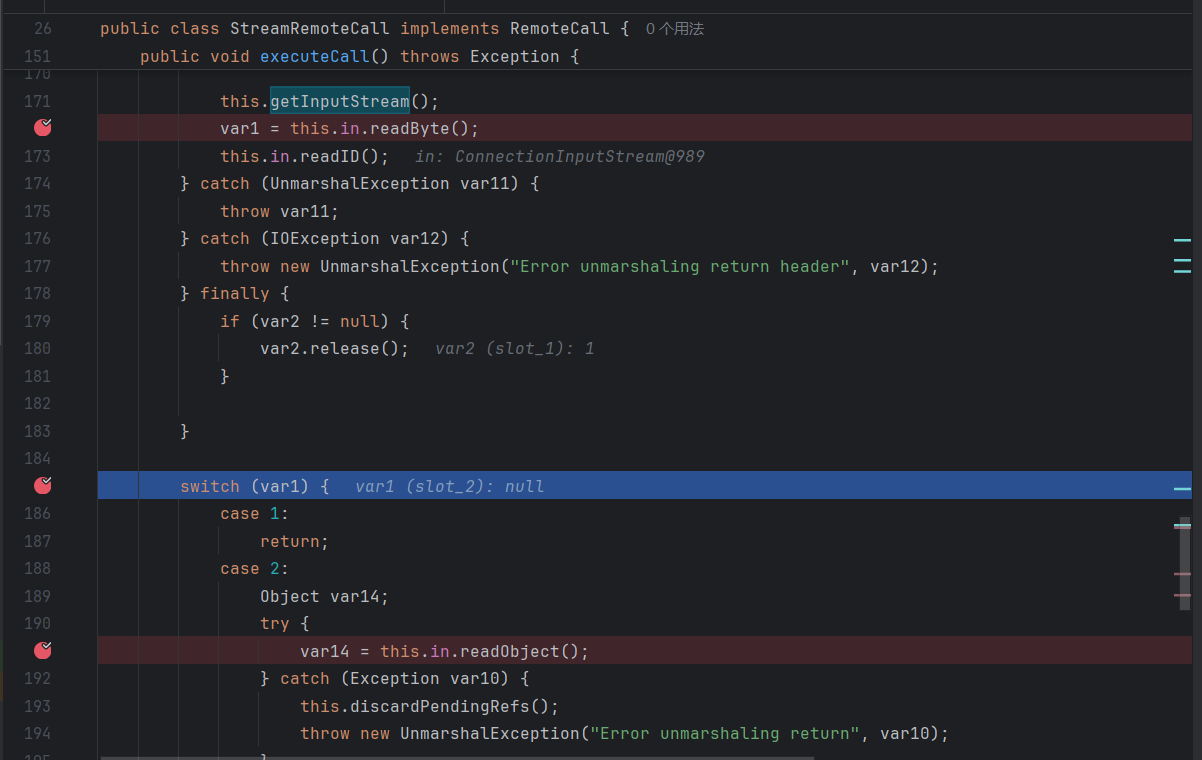 26 public class StreamRemoteCall implements RemoteCall { 0 个用法
151 public void executeCall() throws Exception {
170
171 this.getInputStream();
var1 = this.in.readByte();
173 this.in.readID(); in: ConnectionInputStream@989
174 } catch (UnmarshalException var11) {
175 throw var11;
176 } catch (IOException var12) {
177 throw new UnmarshalException("Error unmarshaling return header", var12);
178 } finally {
179 if (var2 != null) {
180 var2.release(); var2 (slot_1): 1
181 }
182
183 }
184
switch (var1) { var1 (slot_2): null
186 case 1:
187 return;
188 case 2:
189 Object var14;
190 try {
var14 = this.in.readObject();
192 } catch (Exception var10) {
193 this.discardPendingRefs();
194 throw new UnmarshalException("Error unmarshaling return", var10);
195 }